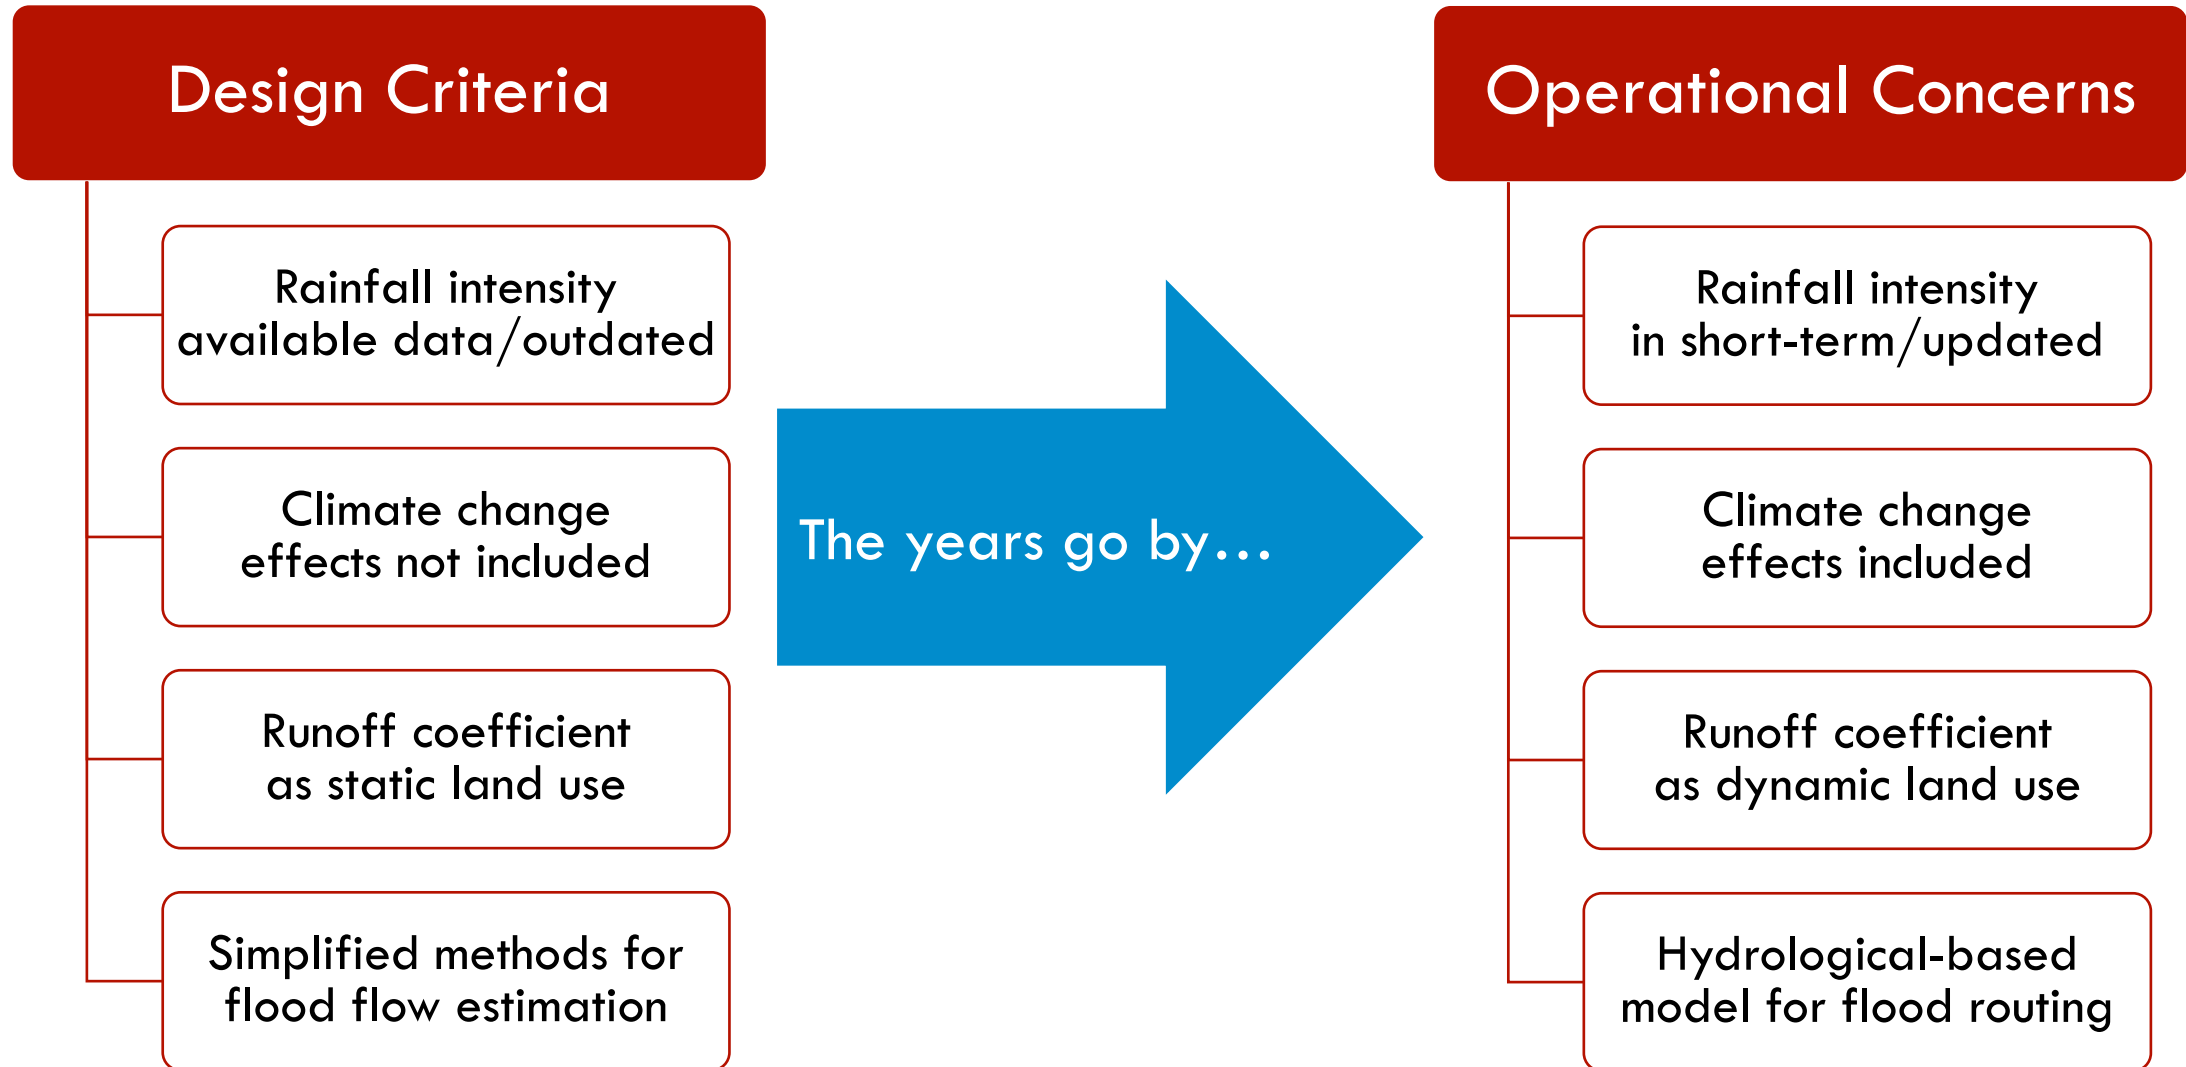 Design Criteria
Rainfall intensity
available data/outdated
Climate change
effects not included
Runoff coefficient
as static land use
Simplified methods for
flood flow estimation
The years go by...
Operational Concerns
Rainfall intensity
in short-term/updated
Climate change
effects included
Runoff coefficient
as dynamic land use
Hydrological-based
model for flood routing